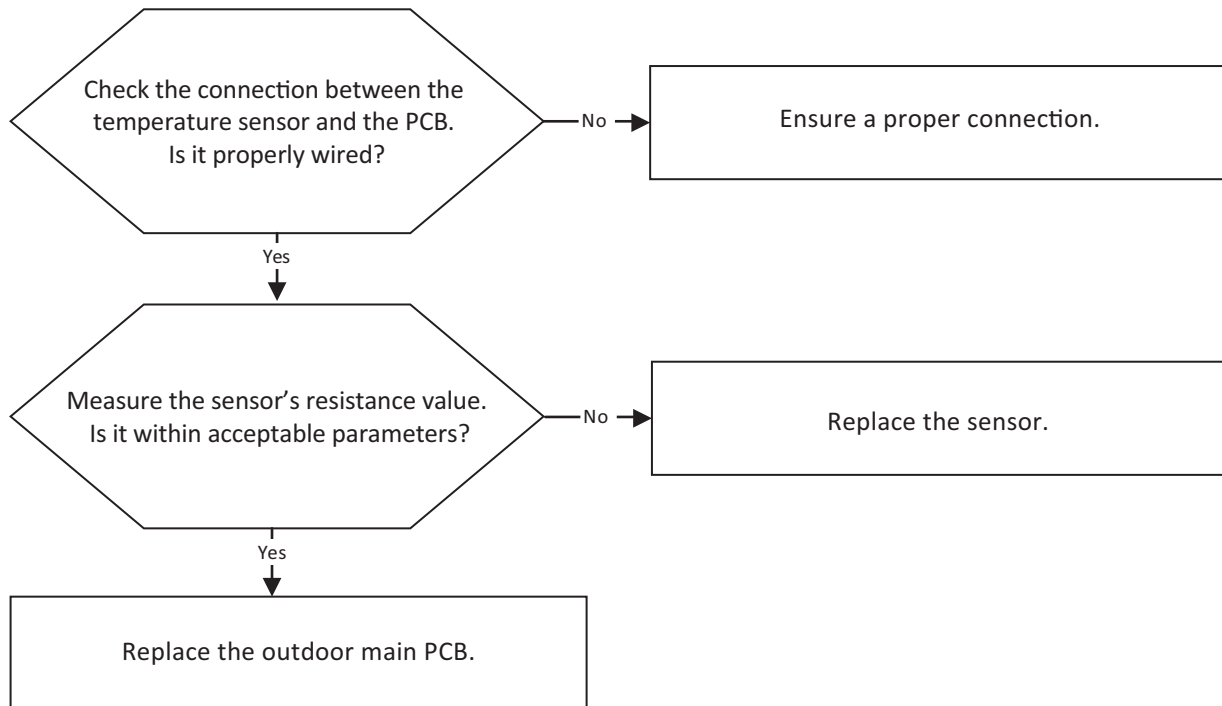 Check the connection between the
temperature sensor and the PCB.
Is it properly wired?
No
Ensure a proper connection.
Yes
Measure the sensor’s resistance value.
Is it within acceptable parameters?
No
Replace the sensor.
Yes
Replace the outdoor main PCB.